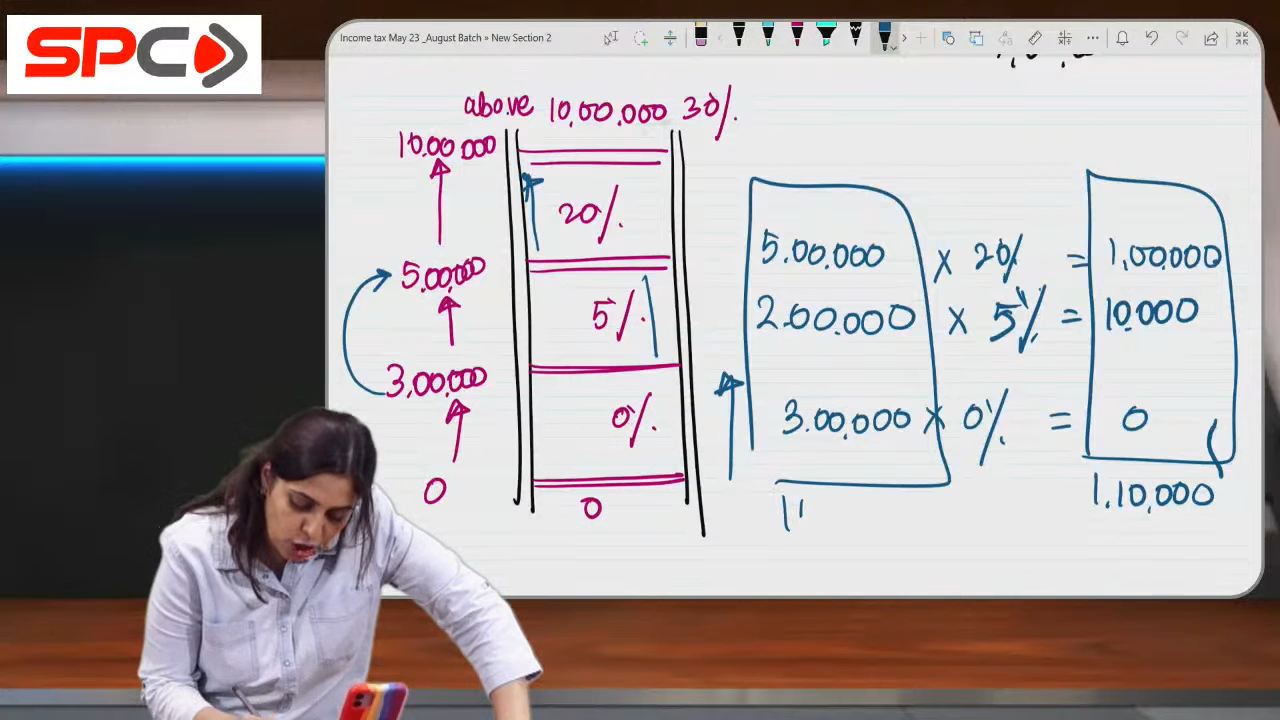 SPC
Income tax May 23 _August Batch » New Section 2
above 10,00,000 30%
10,00,000
20%
5,00,000
5%
3,00,000
0%
0
0
5,00,000 x 20% = 1,00,000
2,00,000 x 5% = 10,000
3,00,000 x 0% = 0
1,10,000